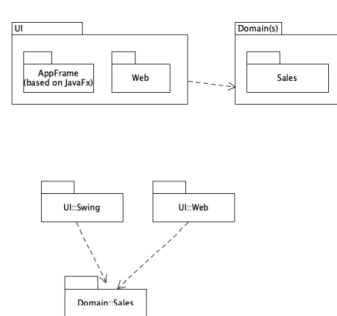 UI
Domain(s)
AppFrame
(based on JavaFx)
Web
Sales
UI::Swing
UI::Web
Domain::Sales